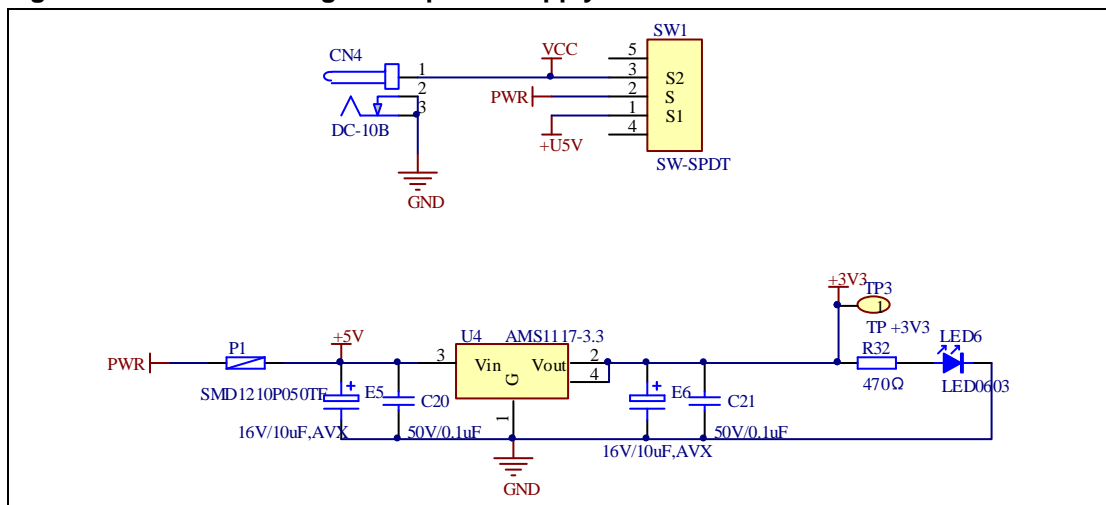 CN4
1
2
3
DC-10B
GND
VCC
PWR
+U5V
SW1
5
3
2
1
4
S2
S
S1
SW-SPDT
PWR
P1
SMD1210P050TF
+5V
E5
16V/10uF,AVX
C20
50V/0.1uF
U4
AMS1117-3.3
3
Vin
Vout
G
2
4
1
GND
E6
16V/10uF,AVX
C21
50V/0.1uF
+3V3
TP3
1
TP +3V3
R32
470Ω
LED6
LED0603